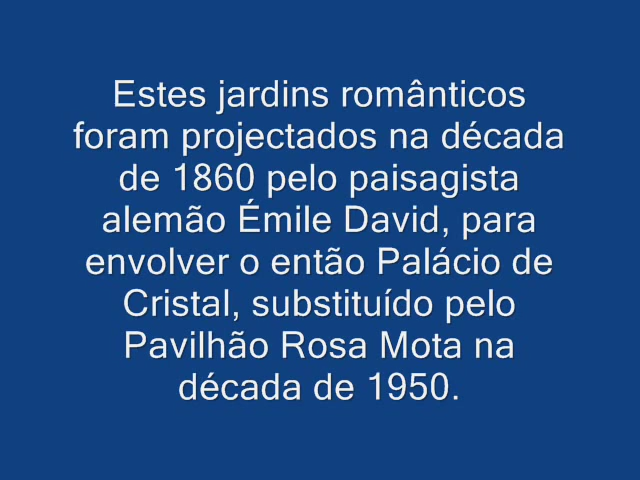 Estes jardins românticos
foram projectados na década
de 1860 pelo paisagista
alemão Émile David, para
envolver o então Palácio de
Cristal, substituído pelo
Pavilhão Rosa Mota na
década de 1950.